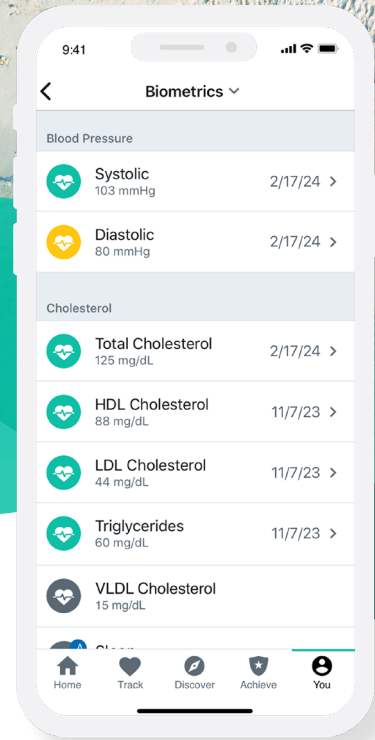 9:41
Biometrics
Blood Pressure
Systolic
103 mmHg
2/17/24
Diastolic
80 mmHg
2/17/24
Cholesterol
Total Cholesterol
125 mg/dL
2/17/24
HDL Cholesterol
88 mg/dL
11/7/23
LDL Cholesterol
44 mg/dL
11/7/23
Triglycerides
60 mg/dL
11/7/23
VLDL Cholesterol
15 mg/dL
Home
Track
Discover
Achieve
You